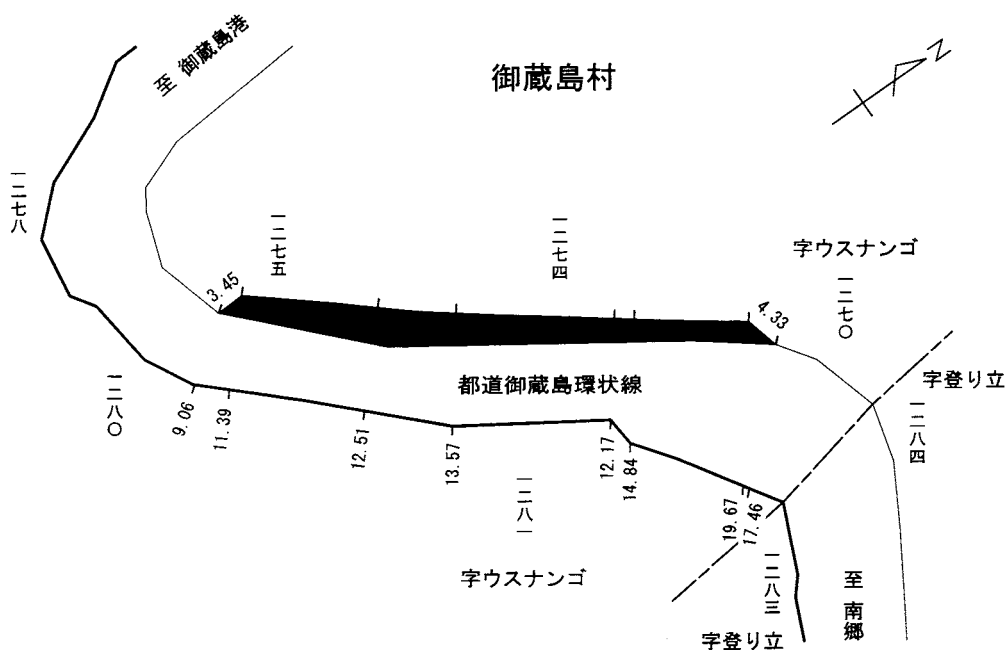 至 御蔵島港
御蔵島村
N
一二七八
一二七五
一二七四
字ウスナンゴ
一二七〇
3.45
4.33
都道御蔵島環状線
字登り立
一二八四
一二八〇
9.06
11.39
12.51
13.57
12.17
14.84
19.67
17.46
一二八一
字ウスナンゴ
一二八三
字登り立
至 南郷